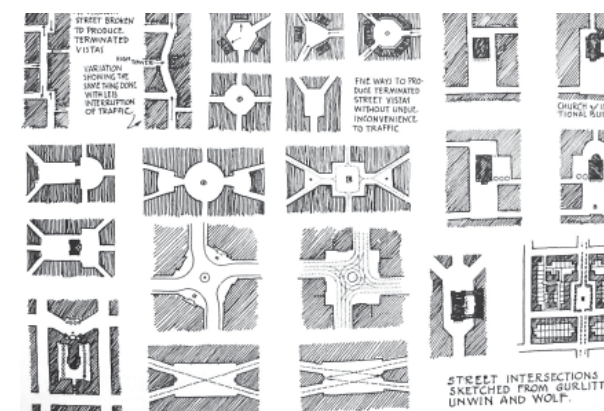 STREET BROKEN
TO PRODUCE
TERMINATED
VISTAS
HIGH TOWER
VARIATION
SHOWING THE
SAME THING DONE
WITH LESS
INTERRUPTION
OF TRAFFIC
FIVE WAYS TO PRO-
DUCE TERMINATED
STREET VISTAS
WITHOUT UNDUE
INCONVENIENCE
TO TRAFFIC
STREET INTERSECTIONS
SKETCHED FROM GURLITT
UNWIN AND WOLF.